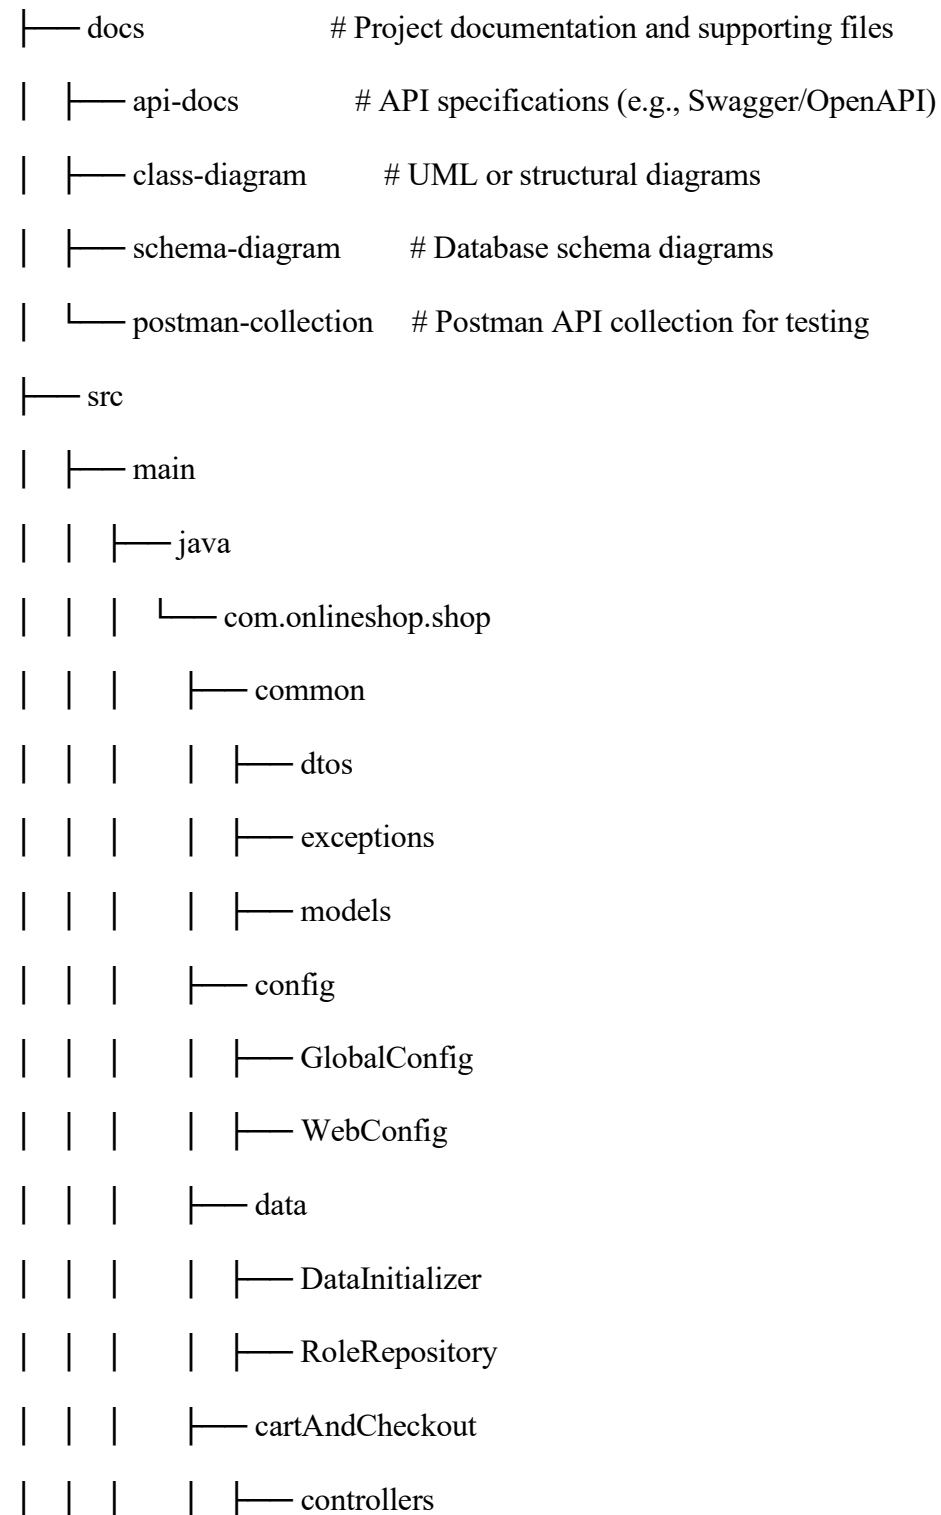 ├── docs # Project documentation and supporting files
│ ├── api-docs # API specifications (e.g., Swagger/OpenAPI)
│ ├── class-diagram # UML or structural diagrams
│ ├── schema-diagram # Database schema diagrams
│ └── postman-collection # Postman API collection for testing
├── src
│ ├── main
│ │ ├── java
│ │ │ └── com.onlineshop.shop
│ │ │ ├── common
│ │ │ │ ├── dtos
│ │ │ │ ├── exceptions
│ │ │ │ ├── models
│ │ │ ├── config
│ │ │ │ ├── GlobalConfig
│ │ │ │ ├── WebConfig
│ │ │ ├── data
│ │ │ │ ├── DataInitializer
│ │ │ │ ├── RoleRepository
│ │ │ ├── cartAndCheckout
│ │ │ │ ├── controllers